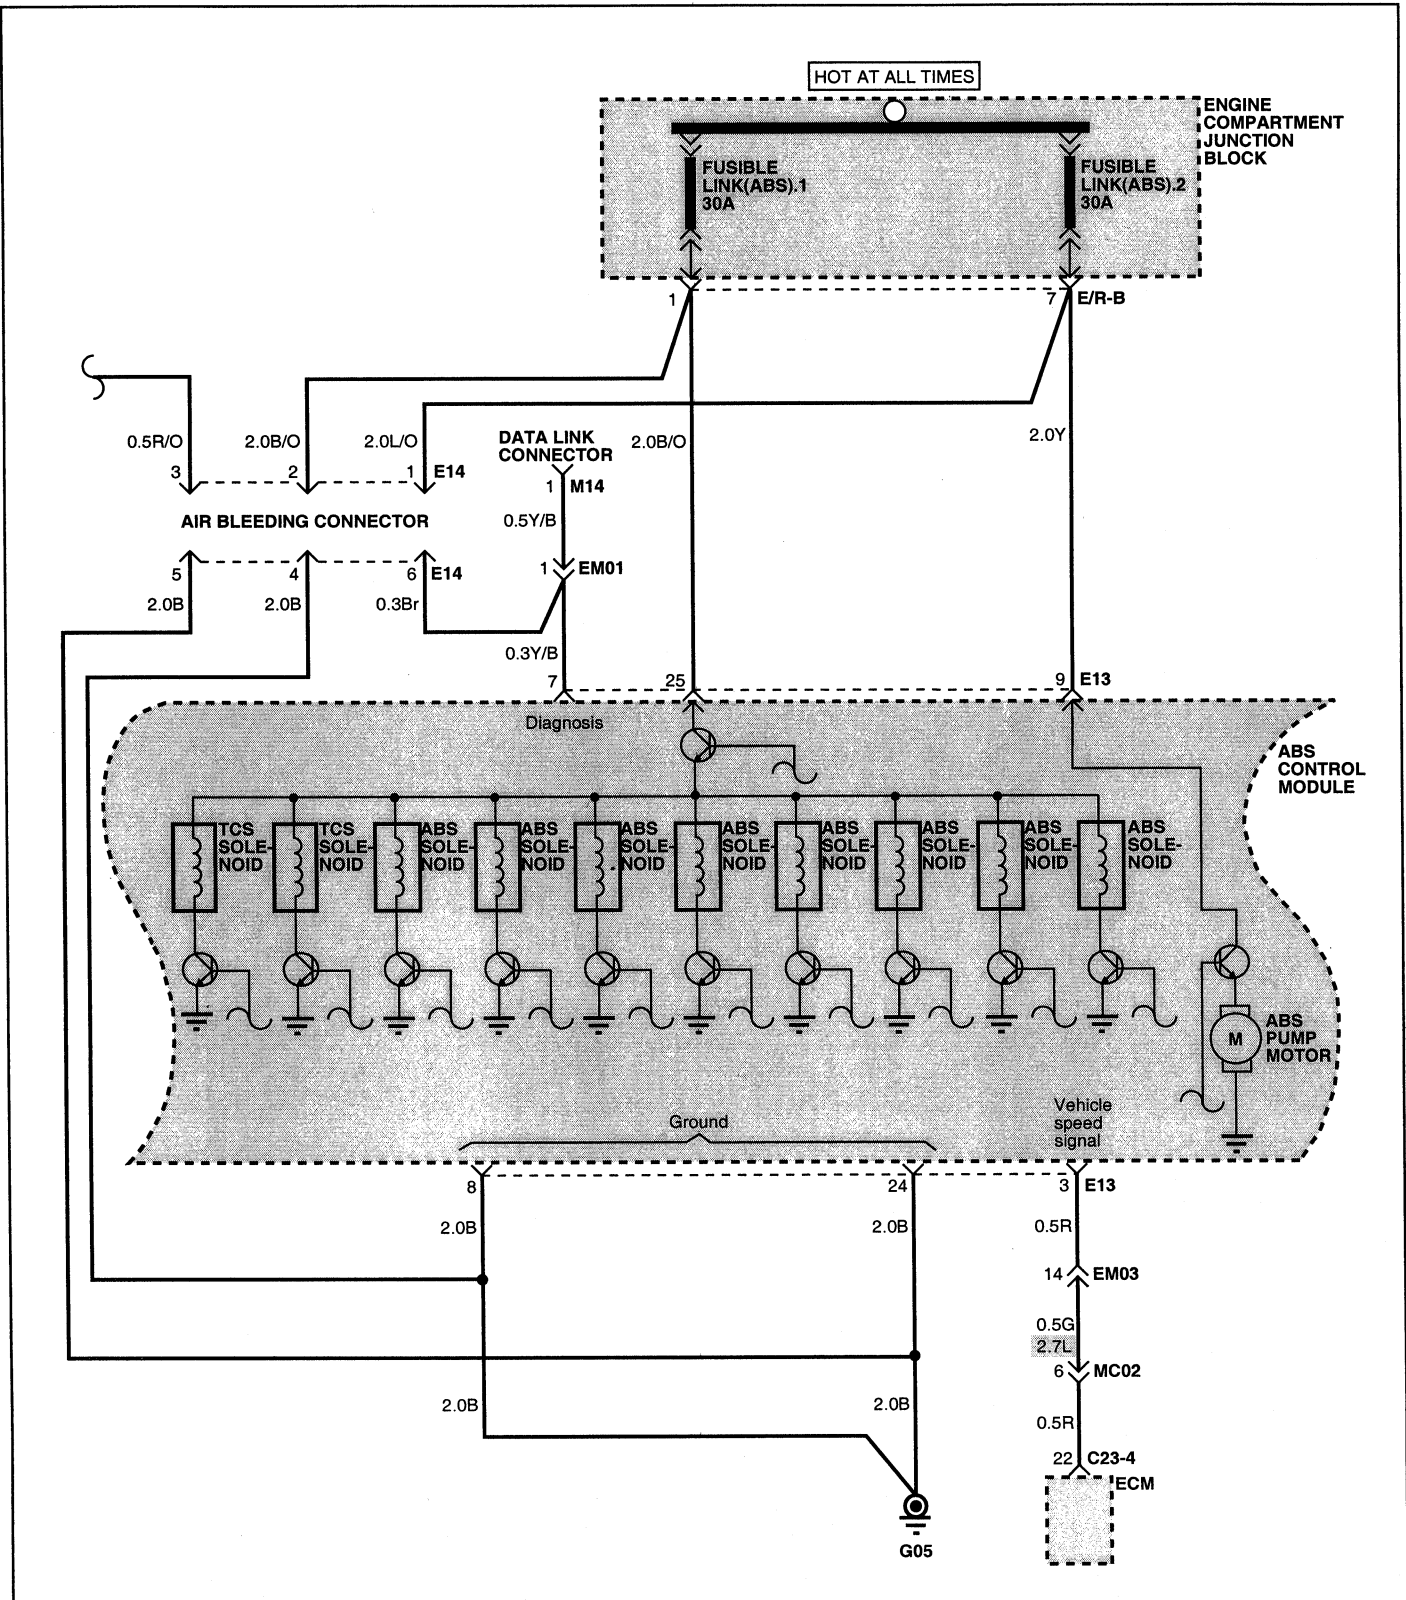 HOT AT ALL TIMES
ENGINE
COMPARTMENT
JUNCTION
BLOCK
FUSIBLE
LINK(ABS).1
30A
FUSIBLE
LINK(ABS).2
30A
1
7
E/R-B
0.5R/O
2.0B/O
2.0L/O
DATA LINK
CONNECTOR
2.0B/O
2.0Y
3
2
1
E14
1
M14
AIR BLEEDING CONNECTOR
0.5Y/B
1
EM01
5
4
6
E14
2.0B
2.0B
0.3Br
0.3Y/B
7
25
9
E13
Diagnosis
ABS
CONTROL
MODULE
TCS
SOLE-
NOID
TCS
SOLE-
NOID
ABS
SOLE-
NOID
ABS
SOLE-
NOID
ABS
SOLE-
NOID
ABS
SOLE-
NOID
ABS
SOLE-
NOID
ABS
SOLE-
NOID
ABS
SOLE-
NOID
ABS
SOLE-
NOID
M
ABS
PUMP
MOTOR
Ground
Vehicle
speed
signal
8
24
3
E13
2.0B
2.0B
0.5R
14
EM03
0.5G
2.7L
6
MC02
2.0B
2.0B
0.5R
22
C23-4
ECM
G05